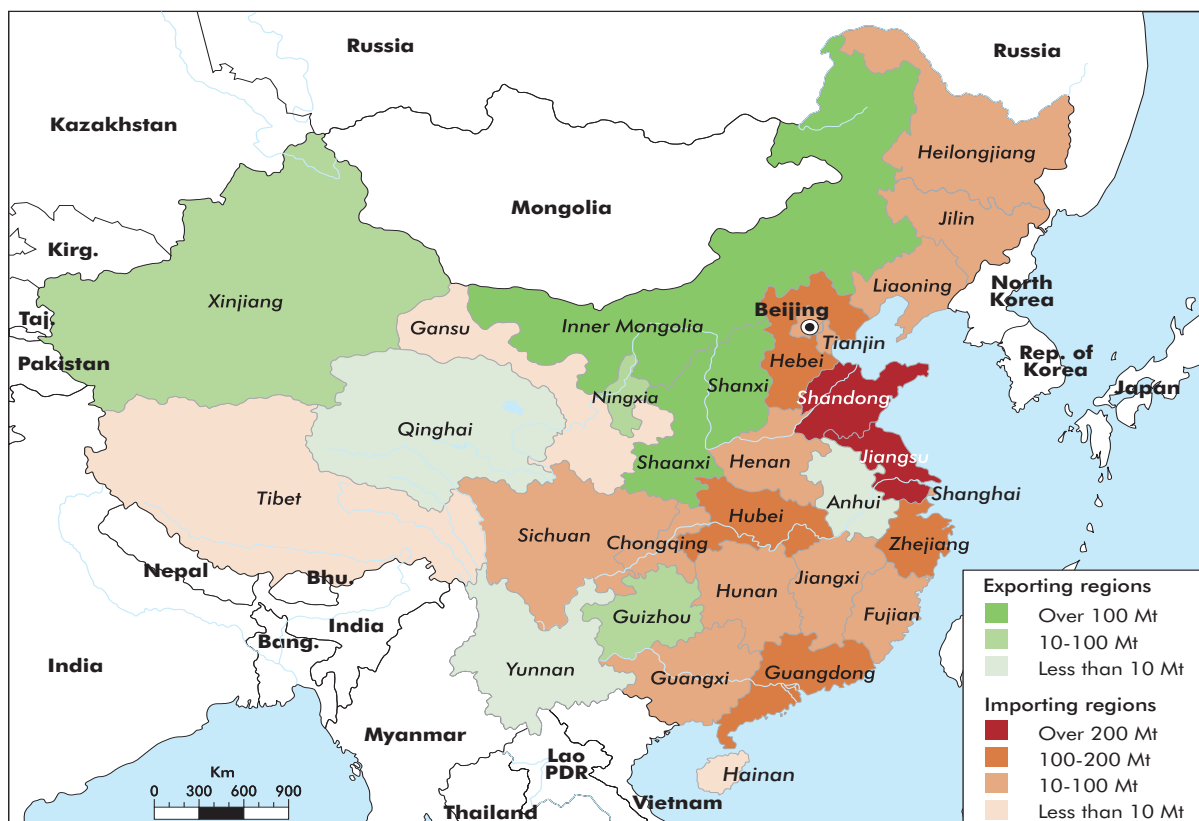 Russia
Russia
Kazakhstan
Heilongjiang
Mongolia
Jilin
Kirg.
Xinjiang
Liaoning
North
Korea
Beijing
Taj.
Gansu
Inner Mongolia
Tianjin
Pakistan
Hebei
Rep. of
Korea
Japan
Shanxi
Ningxia
Shandong
Qinghai
Jiangsu
Shaanxi
Henan
Tibet
Anhui
Shanghai
Hubei
Sichuan
Chongqing
Zhejiang
Nepal
Bhu.
Jiangxi
Hunan
Fujian
Guizhou
India
Bang.
India
Yunnan
Guangxi
Guangdong
Myanmar
Lao
PDR
Hainan
Vietnam
Thailand
Km
0 300 600 900
Exporting regions
Over 100 Mt
10-100 Mt
Less than 10 Mt
Importing regions
Over 200 Mt
100-200 Mt
10-100 Mt
Less than 10 Mt